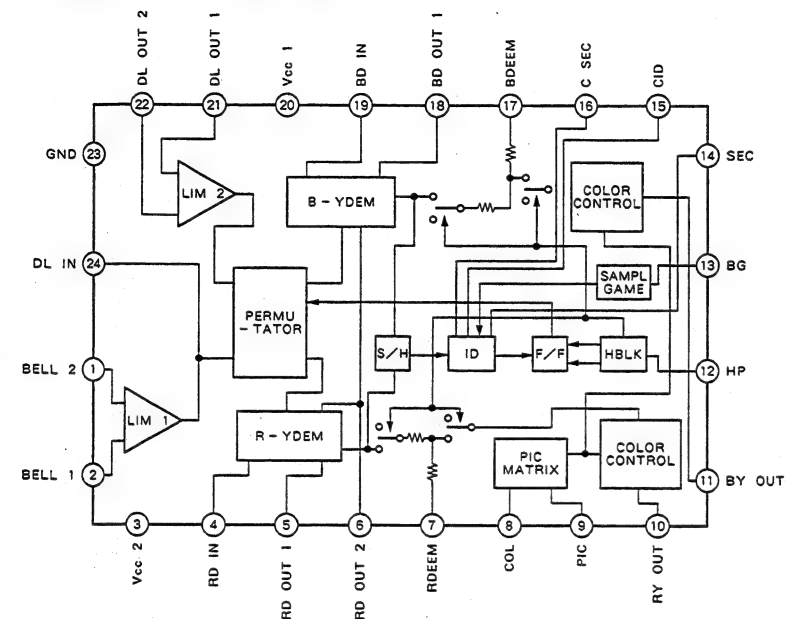 DL OUT 2
DL OUT 1
Vcc 1
BD IN
BD OUT 1
BDEEM
C SEC
CID
22
21
20
19
18
17
16
15
GND
23
14
SEC
LIM 2
B-YDEM
COLOR
CONTROL
DL IN
24
13
BG
SAMPL
GAME
PERMU
-TATOR
S/H
ID
F/F
HBLK
BELL 2
1
12
HP
LIM 1
R-YDEM
PIC
MATRIX
COLOR
CONTROL
BELL 1
2
11
BY OUT
3
4
5
6
7
8
9
10
Vcc 2
RD IN
RD OUT 1
RD OUT 2
RDEEM
COL
PIC
RY OUT